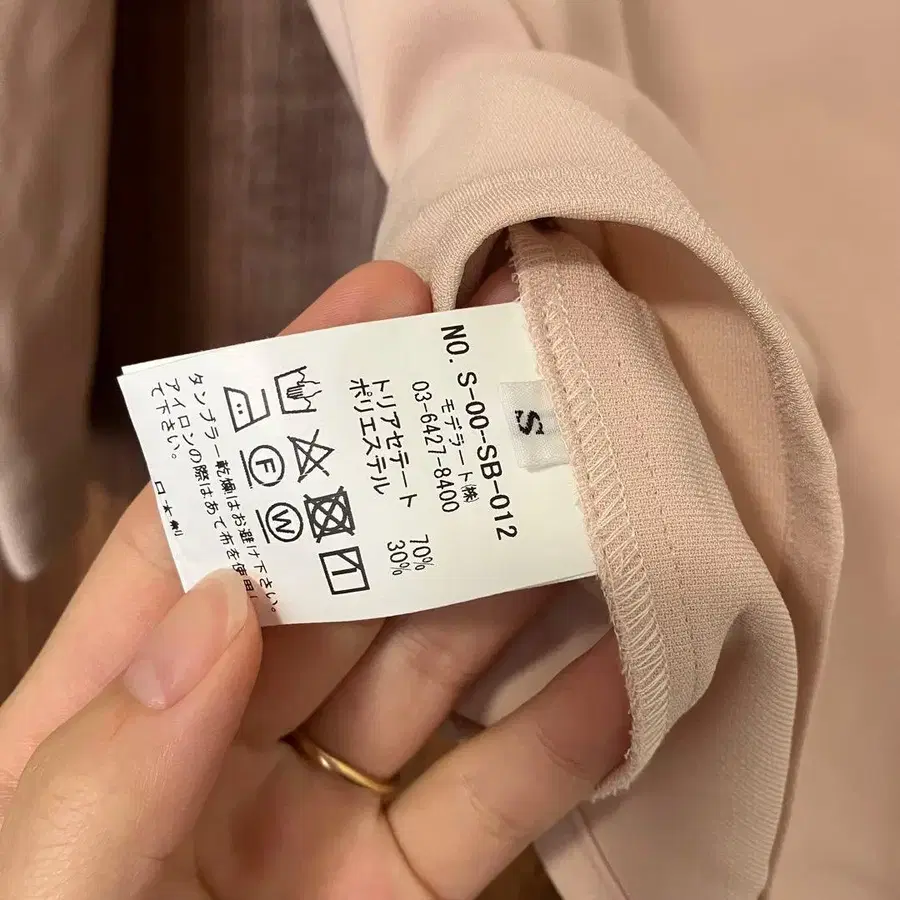 S
NO. S-00-SB-012
モデラート㈱
03-6427-8400
トリアセテート 70%
ポリエステル 30%
F
W
タンブラー乾燥はお避け下さい。
アイロンの際はあて布を使用し
て下さい。
日本製